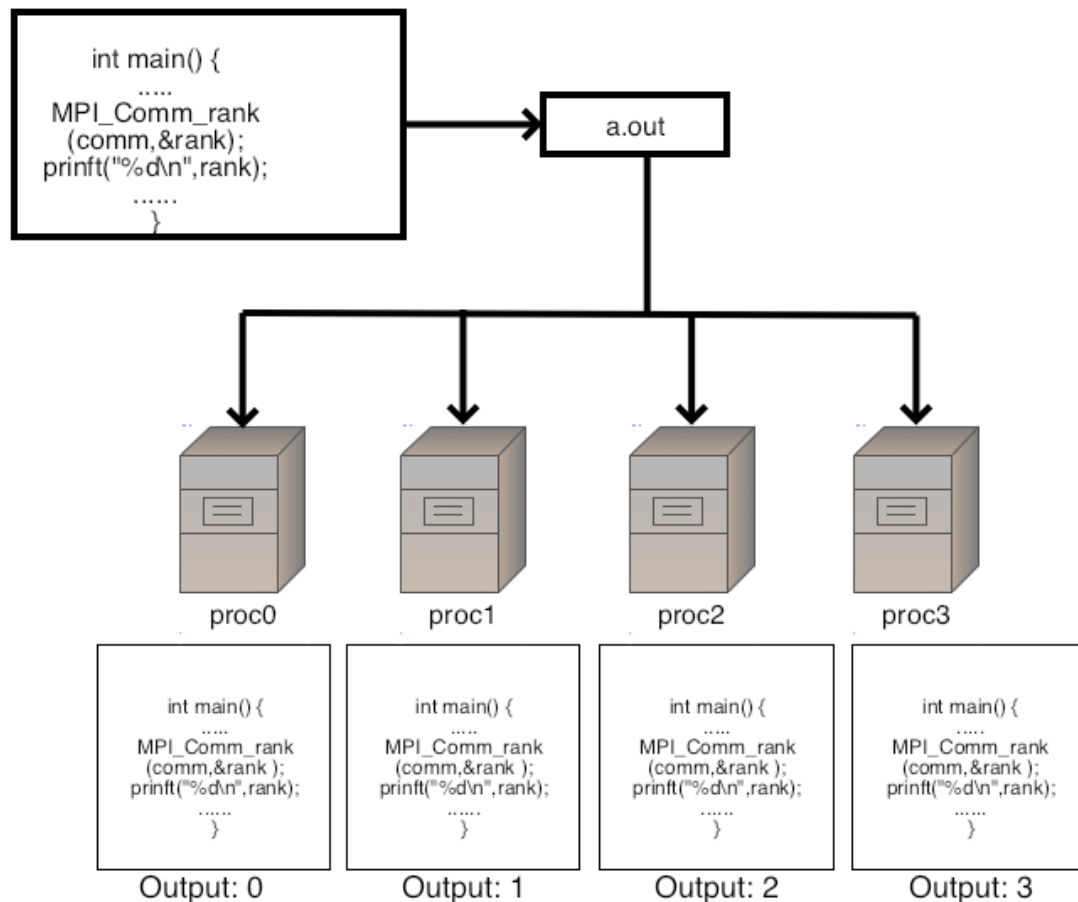 int main() {
.....
MPI_Comm_rank
(comm,&rank);
prinft("%d\n",rank);
......
}
a.out
proc0
proc1
proc2
proc3
int main() {
.....
MPI_Comm_rank
(comm,&rank );
prinft("%d\n",rank);
......
}
Output: 0
int main() {
.....
MPI_Comm_rank
(comm,&rank );
prinft("%d\n",rank);
......
}
Output: 1
int main() {
.....
MPI_Comm_rank
(comm,&rank );
prinft("%d\n",rank);
......
}
Output: 2
int main() {
.....
MPI_Comm_rank
(comm,&rank );
prinft("%d\n",rank);
......
}
Output: 3